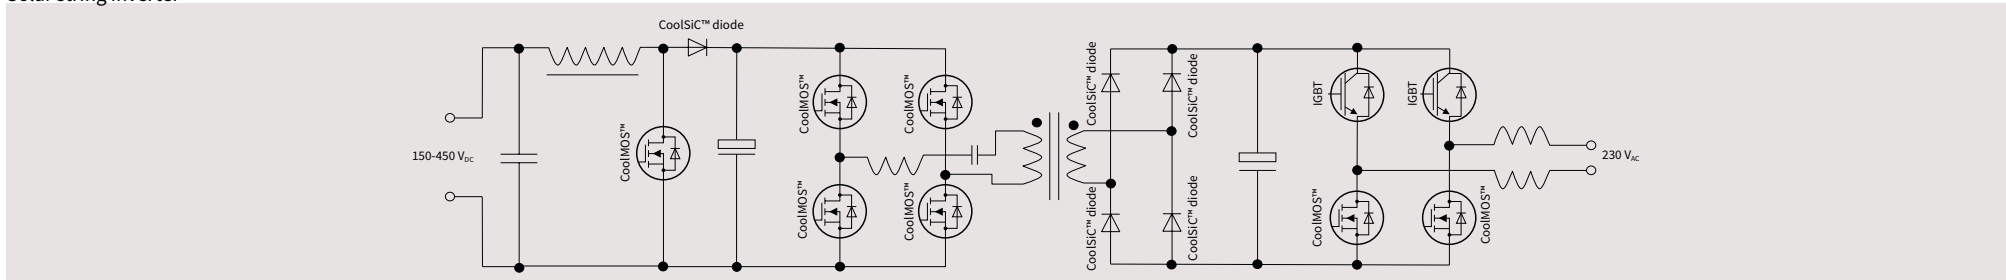 Solar string inverter
CoolSiC™ diode
150-450 V_DC
CoolMOS™
CoolMOS™
CoolMOS™
CoolMOS™
CoolMOS™
CoolSiC™ diode
CoolSiC™ diode
CoolSiC™ diode
CoolSiC™ diode
IGBT
IGBT
CoolMOS™
CoolMOS™
230 V_AC